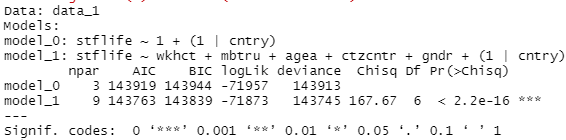 Data: data_1
Models:
model_0: stflife ~ 1 + (1 | cntry)
model_1: stflife ~ wkhct + mbtru + agea + ctzcntr + gndr + (1 | cntry)
npar AIC BIC logLik deviance Chisq Df Pr(>Chisq)
model_0 3 143919 143944 -71957 143913
model_1 9 143763 143839 -71873 143745 167.67 6 < 2.2e-16 ***
---
Signif. codes: 0 ‘***’ 0.001 ‘**’ 0.01 ‘*’ 0.05 ‘.’ 0.1 ‘ ’ 1